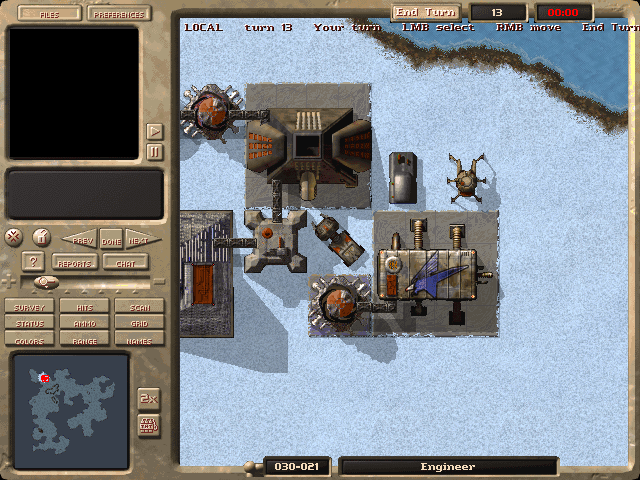 FILES PREFERENCES
End Turn 13 00:00
LOCAL turn 13 Your turn LMB select RMB move End Turn
PREV DONE NEXT
? REPORTS CHAT
SURVEY HITS SCAN
STATUS AMMO GRID
COLORS RANGE NAMES
2x
030-021 Engineer